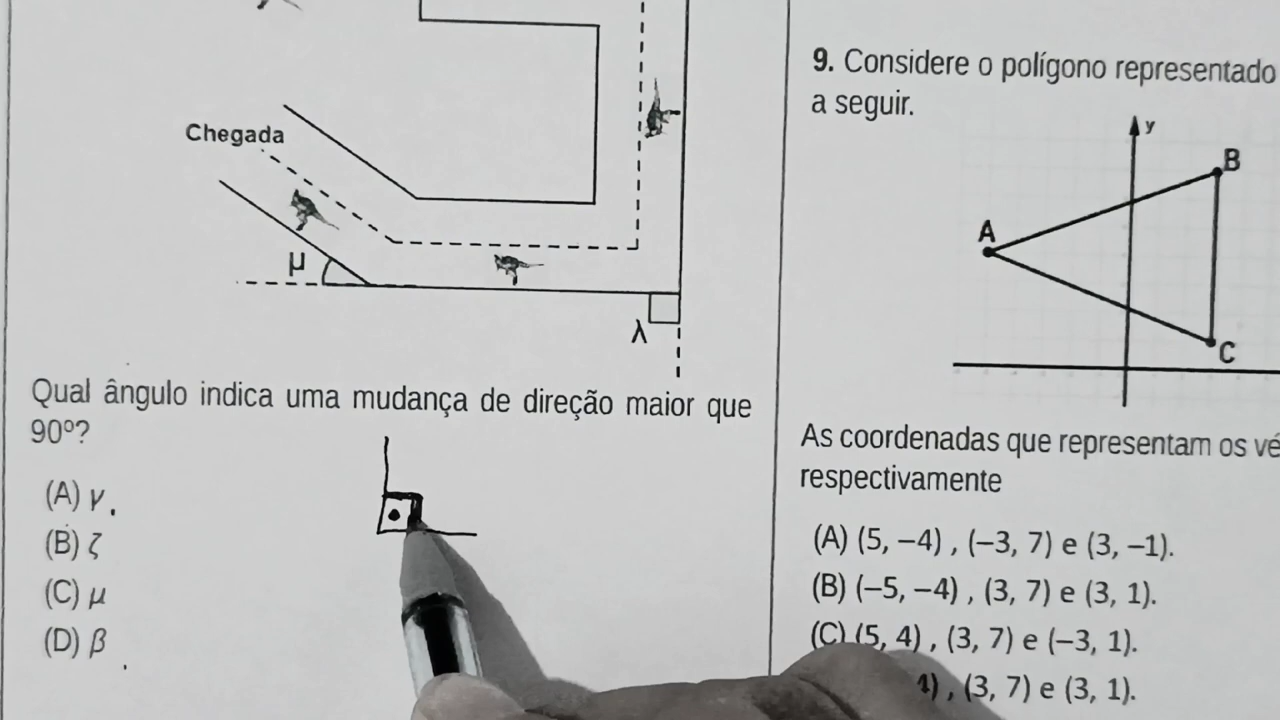 Chegada
μ
λ
Qual ângulo indica uma mudança de direção maior que
90º?
(A) γ
(B) ζ
(C) μ
(D) β
9. Considere o polígono representado
a seguir.
y
B
A
C
As coordenadas que representam os vé
respectivamente
(A) (5, −4) , (−3, 7) e (3, −1).
(B) (−5, −4) , (3, 7) e (3, 1).
(C) (5, 4) , (3, 7) e (−3, 1).
4) , (3, 7) e (3, 1).